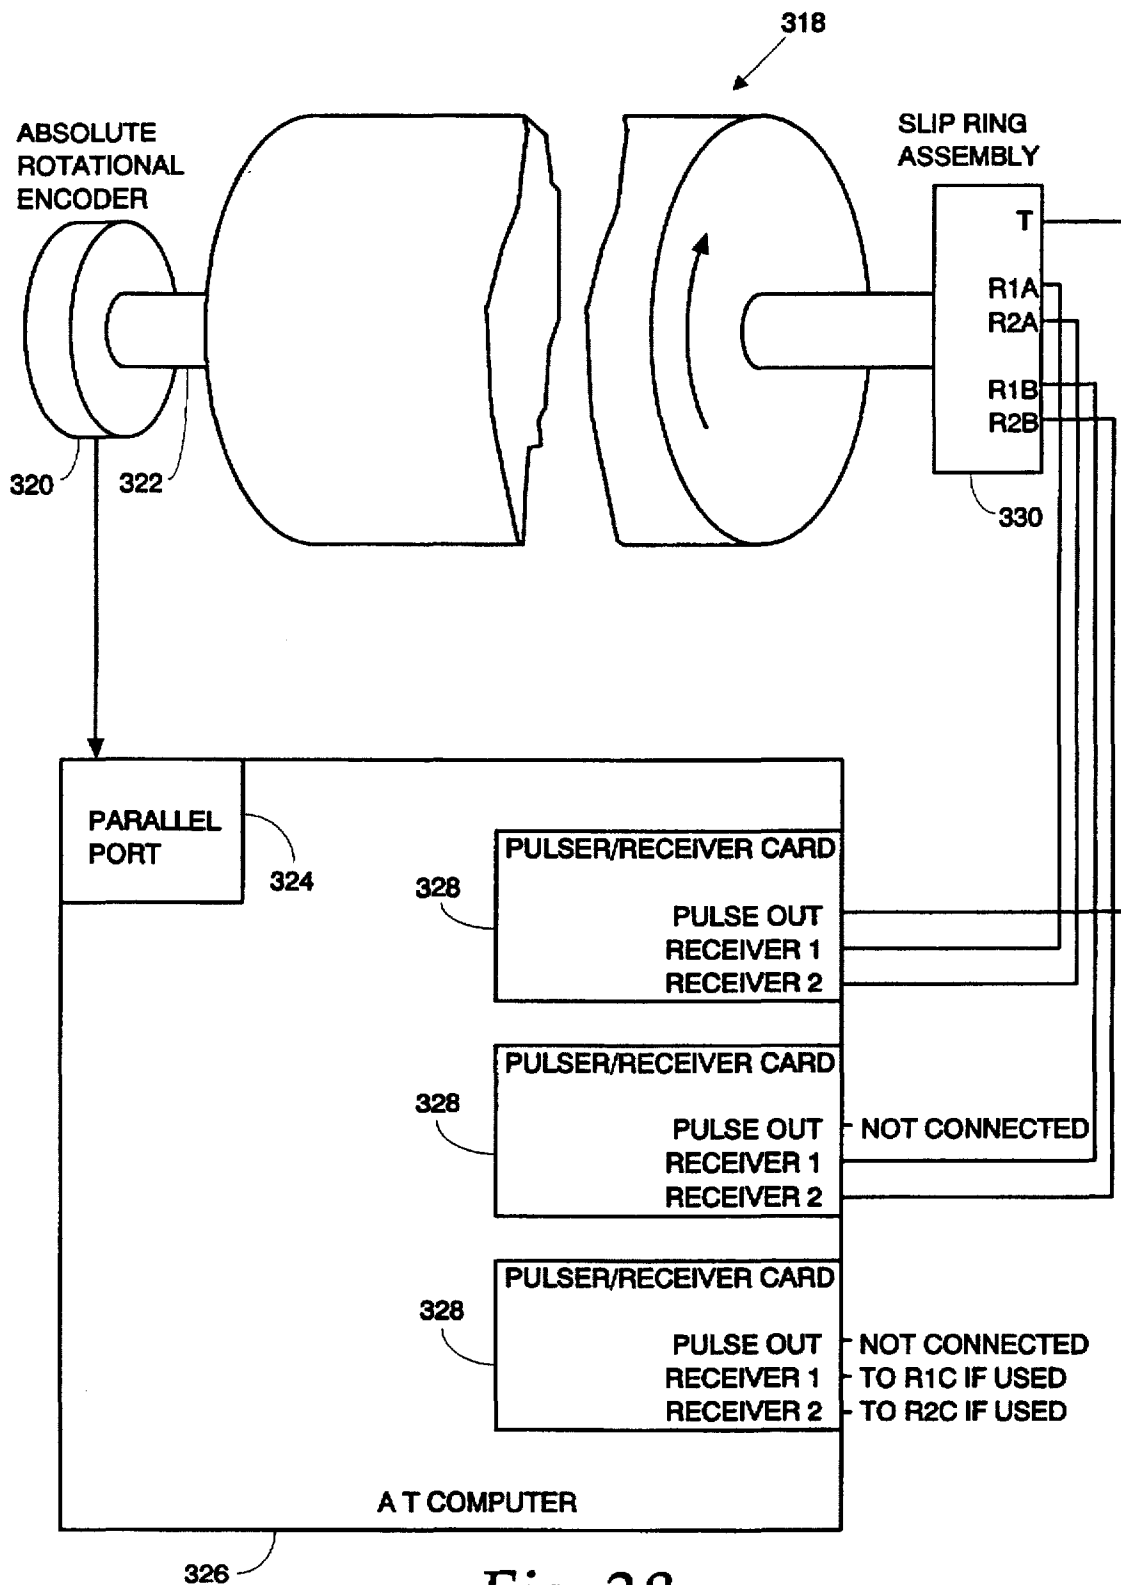 318
ABSOLUTE
ROTATIONAL
ENCODER
SLIP RING
ASSEMBLY
T
R1A
R2A
R1B
R2B
320
322
330
PARALLEL
PORT
324
PULSER/RECEIVER CARD
328
PULSE OUT
RECEIVER 1
RECEIVER 2
PULSER/RECEIVER CARD
328
PULSE OUT
NOT CONNECTED
RECEIVER 1
RECEIVER 2
PULSER/RECEIVER CARD
328
PULSE OUT
NOT CONNECTED
RECEIVER 1
TO R1C IF USED
RECEIVER 2
TO R2C IF USED
A T COMPUTER
326